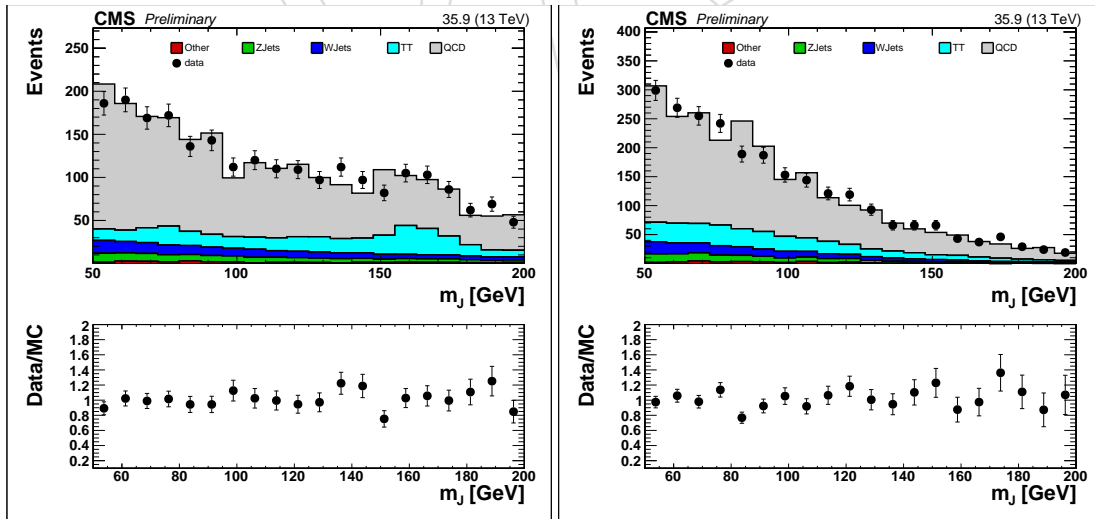 CMS Preliminary 35.9 (13 TeV)
Events
250
200
150
100
50
Other ZJets WJets TT QCD
data
50 100 150 200
m_J [GeV]
Data/MC
2
1.8
1.6
1.4
1.2
1
0.8
0.6
0.4
0.2
60 80 100 120 140 160 180 200
m_J [GeV]
CMS Preliminary 35.9 (13 TeV)
Events
400
350
300
250
200
150
100
50
Other ZJets WJets TT QCD
data
50 100 150 200
m_J [GeV]
Data/MC
2
1.8
1.6
1.4
1.2
1
0.8
0.6
0.4
0.2
60 80 100 120 140 160 180 200
m_J [GeV]